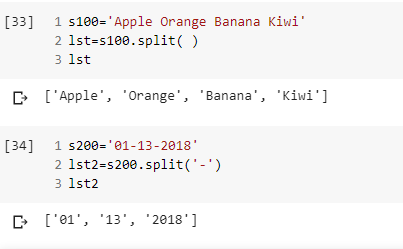 [33] 1 s100='Apple Orange Banana Kiwi'
2 lst=s100.split( )
3 lst
['Apple', 'Orange', 'Banana', 'Kiwi']
[34] 1 s200='01-13-2018'
2 lst2=s200.split('-')
3 lst2
['01', '13', '2018']